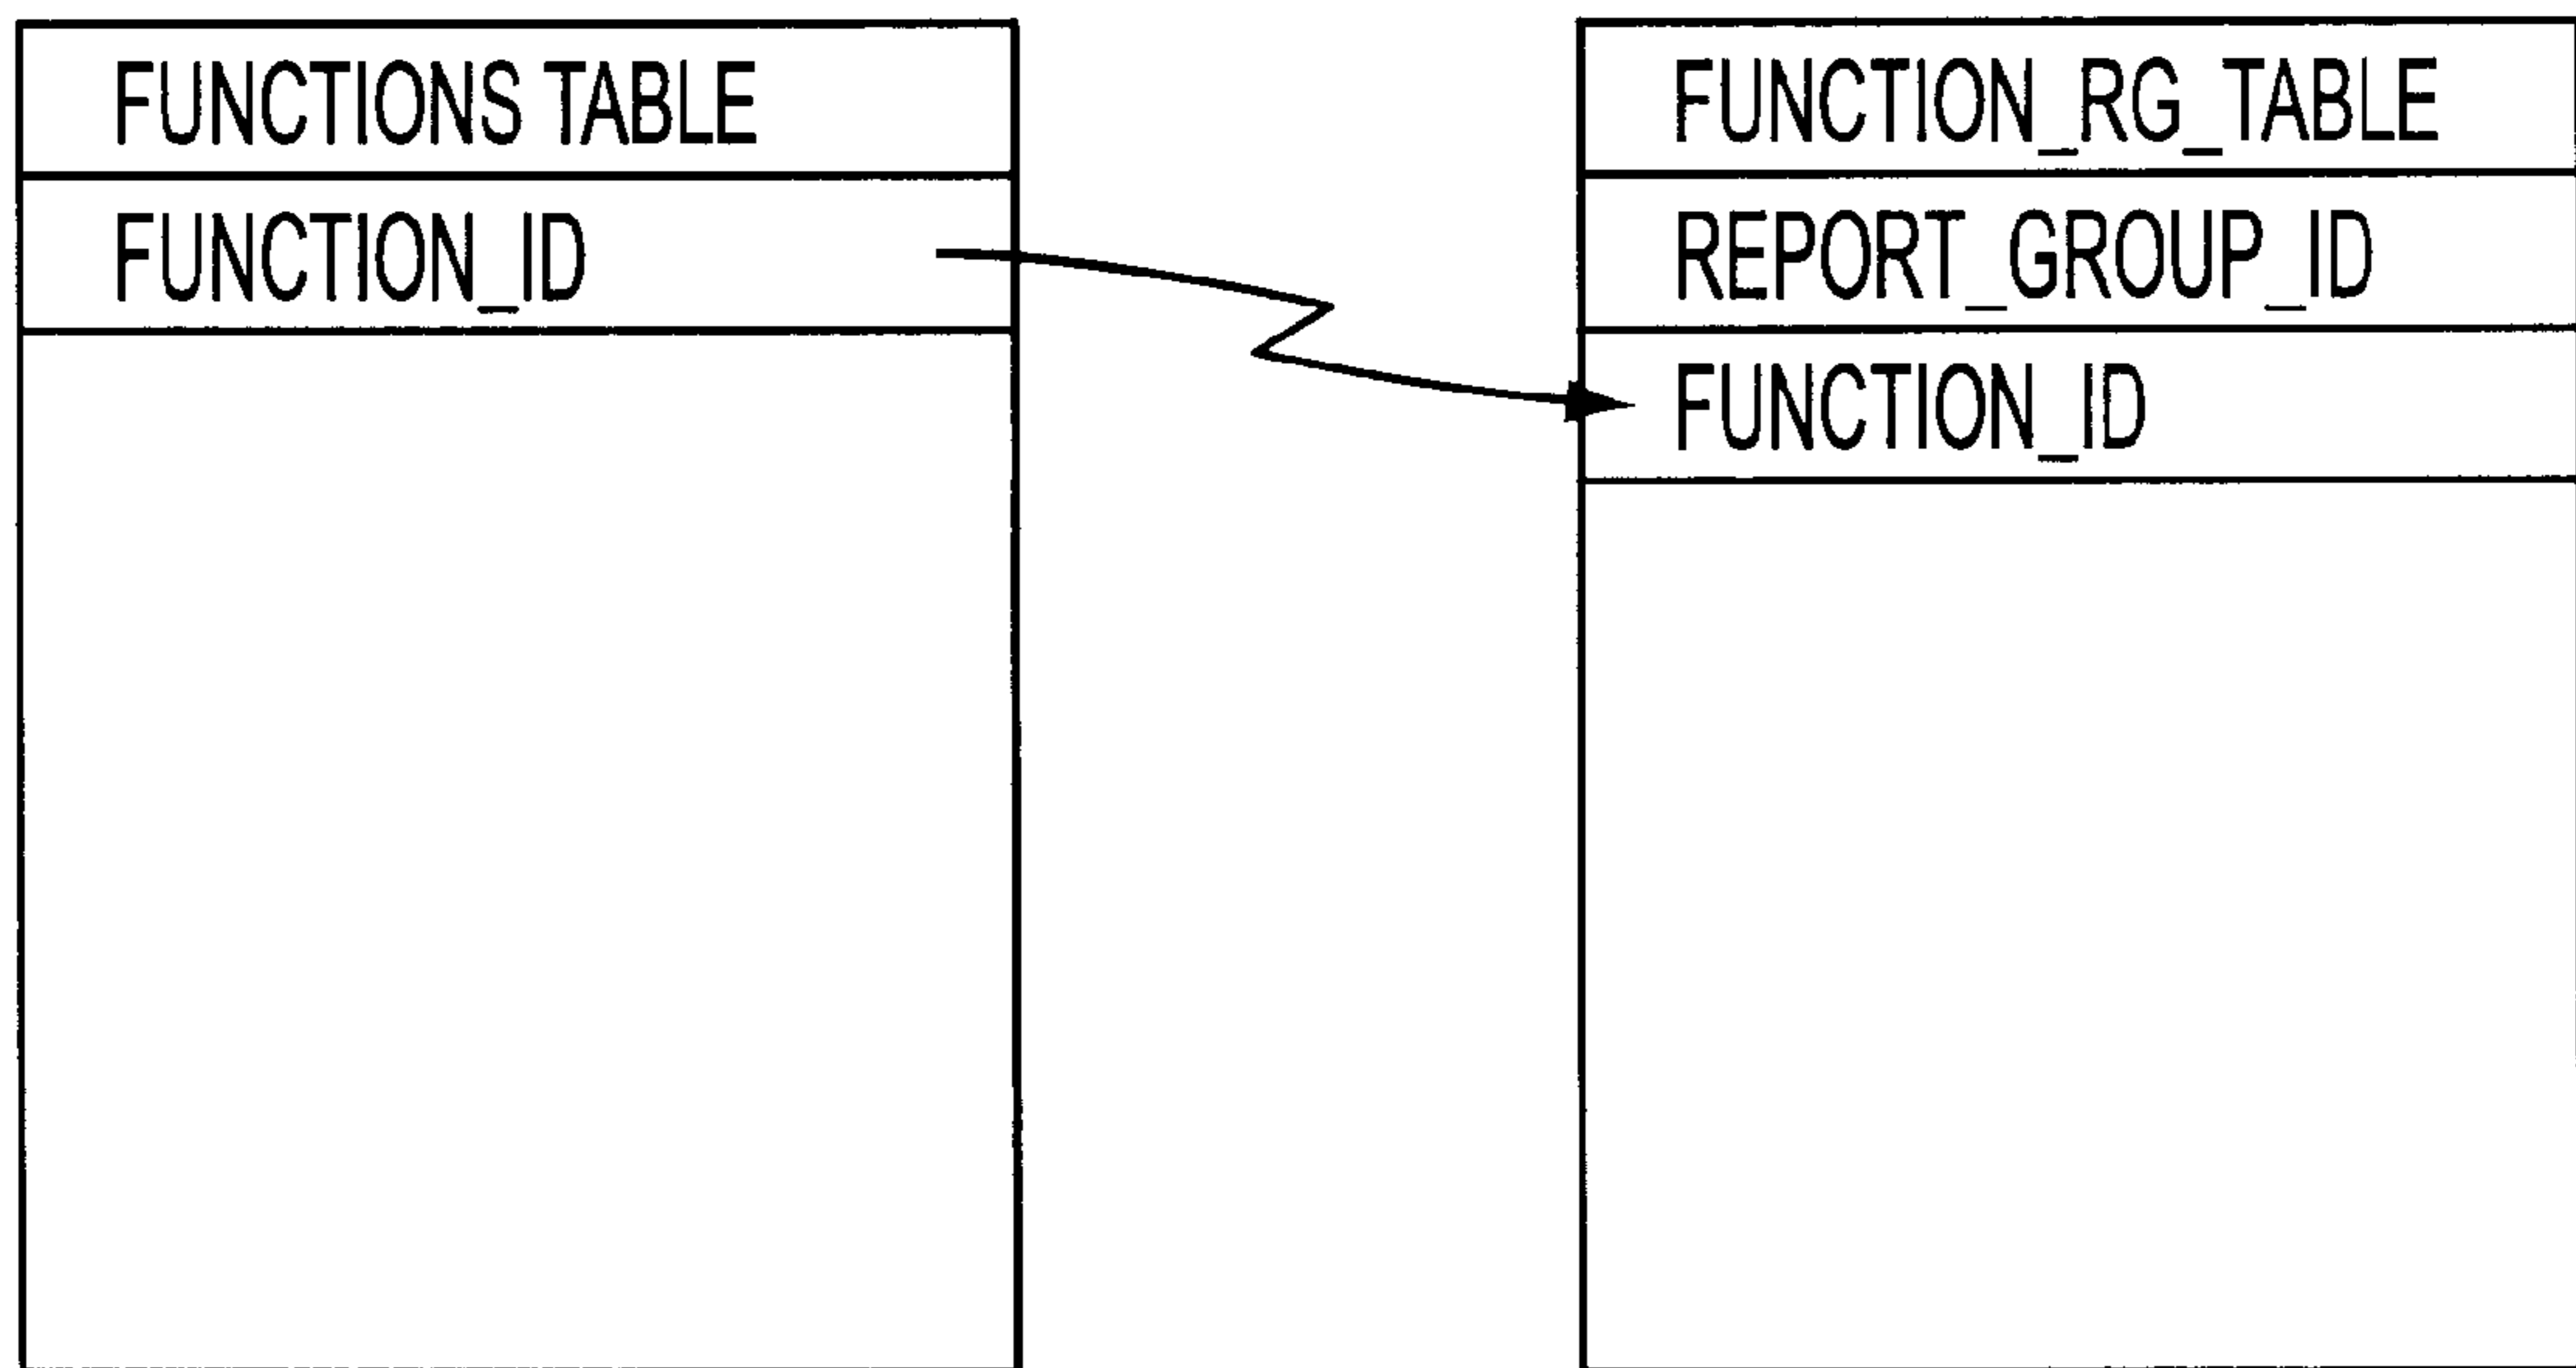 FUNCTIONS TABLE
FUNCTION_ID
FUNCTION_RG_TABLE
REPORT_GROUP_ID
FUNCTION_ID